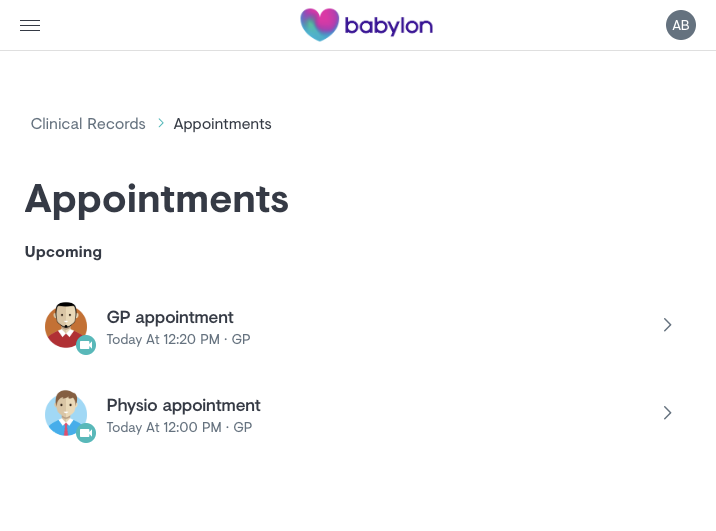 babylon
AB
Clinical Records
Appointments
Appointments
Upcoming
GP appointment
Today At 12:20 PM · GP
Physio appointment
Today At 12:00 PM · GP